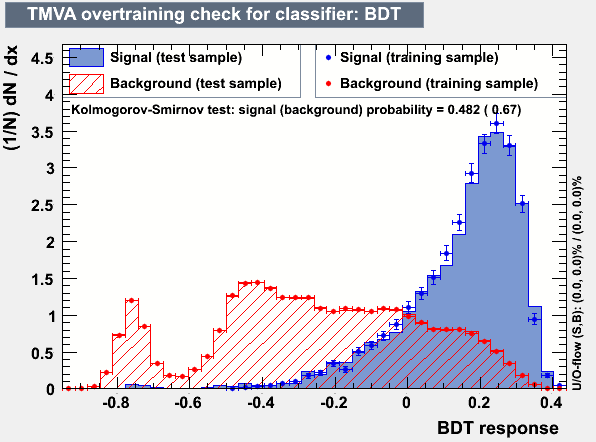 TMVA overtraining check for classifier: BDT
(1/N) dN / dx
Signal (test sample)
Background (test sample)
Signal (training sample)
Background (training sample)
Kolmogorov-Smirnov test: signal (background) probability = 0.482 ( 0.67)
4.5
4
3.5
3
2.5
2
1.5
1
0.5
0
-0.8
-0.6
-0.4
-0.2
0
0.2
0.4
BDT response
U/O-flow (S,B): (0.0, 0.0)% / (0.0, 0.0)%